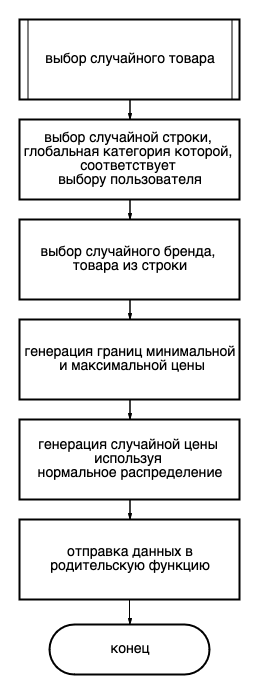 выбор случайного товара
выбор случайной строки,
глобальная категория которой,
соответствует
выбору пользователя
выбор случайного бренда,
товара из строки
генерация границ минимальной
и максимальной цены
генерация случайной цены
используя
нормальное распределение
отправка данных в
родительскую функцию
конец